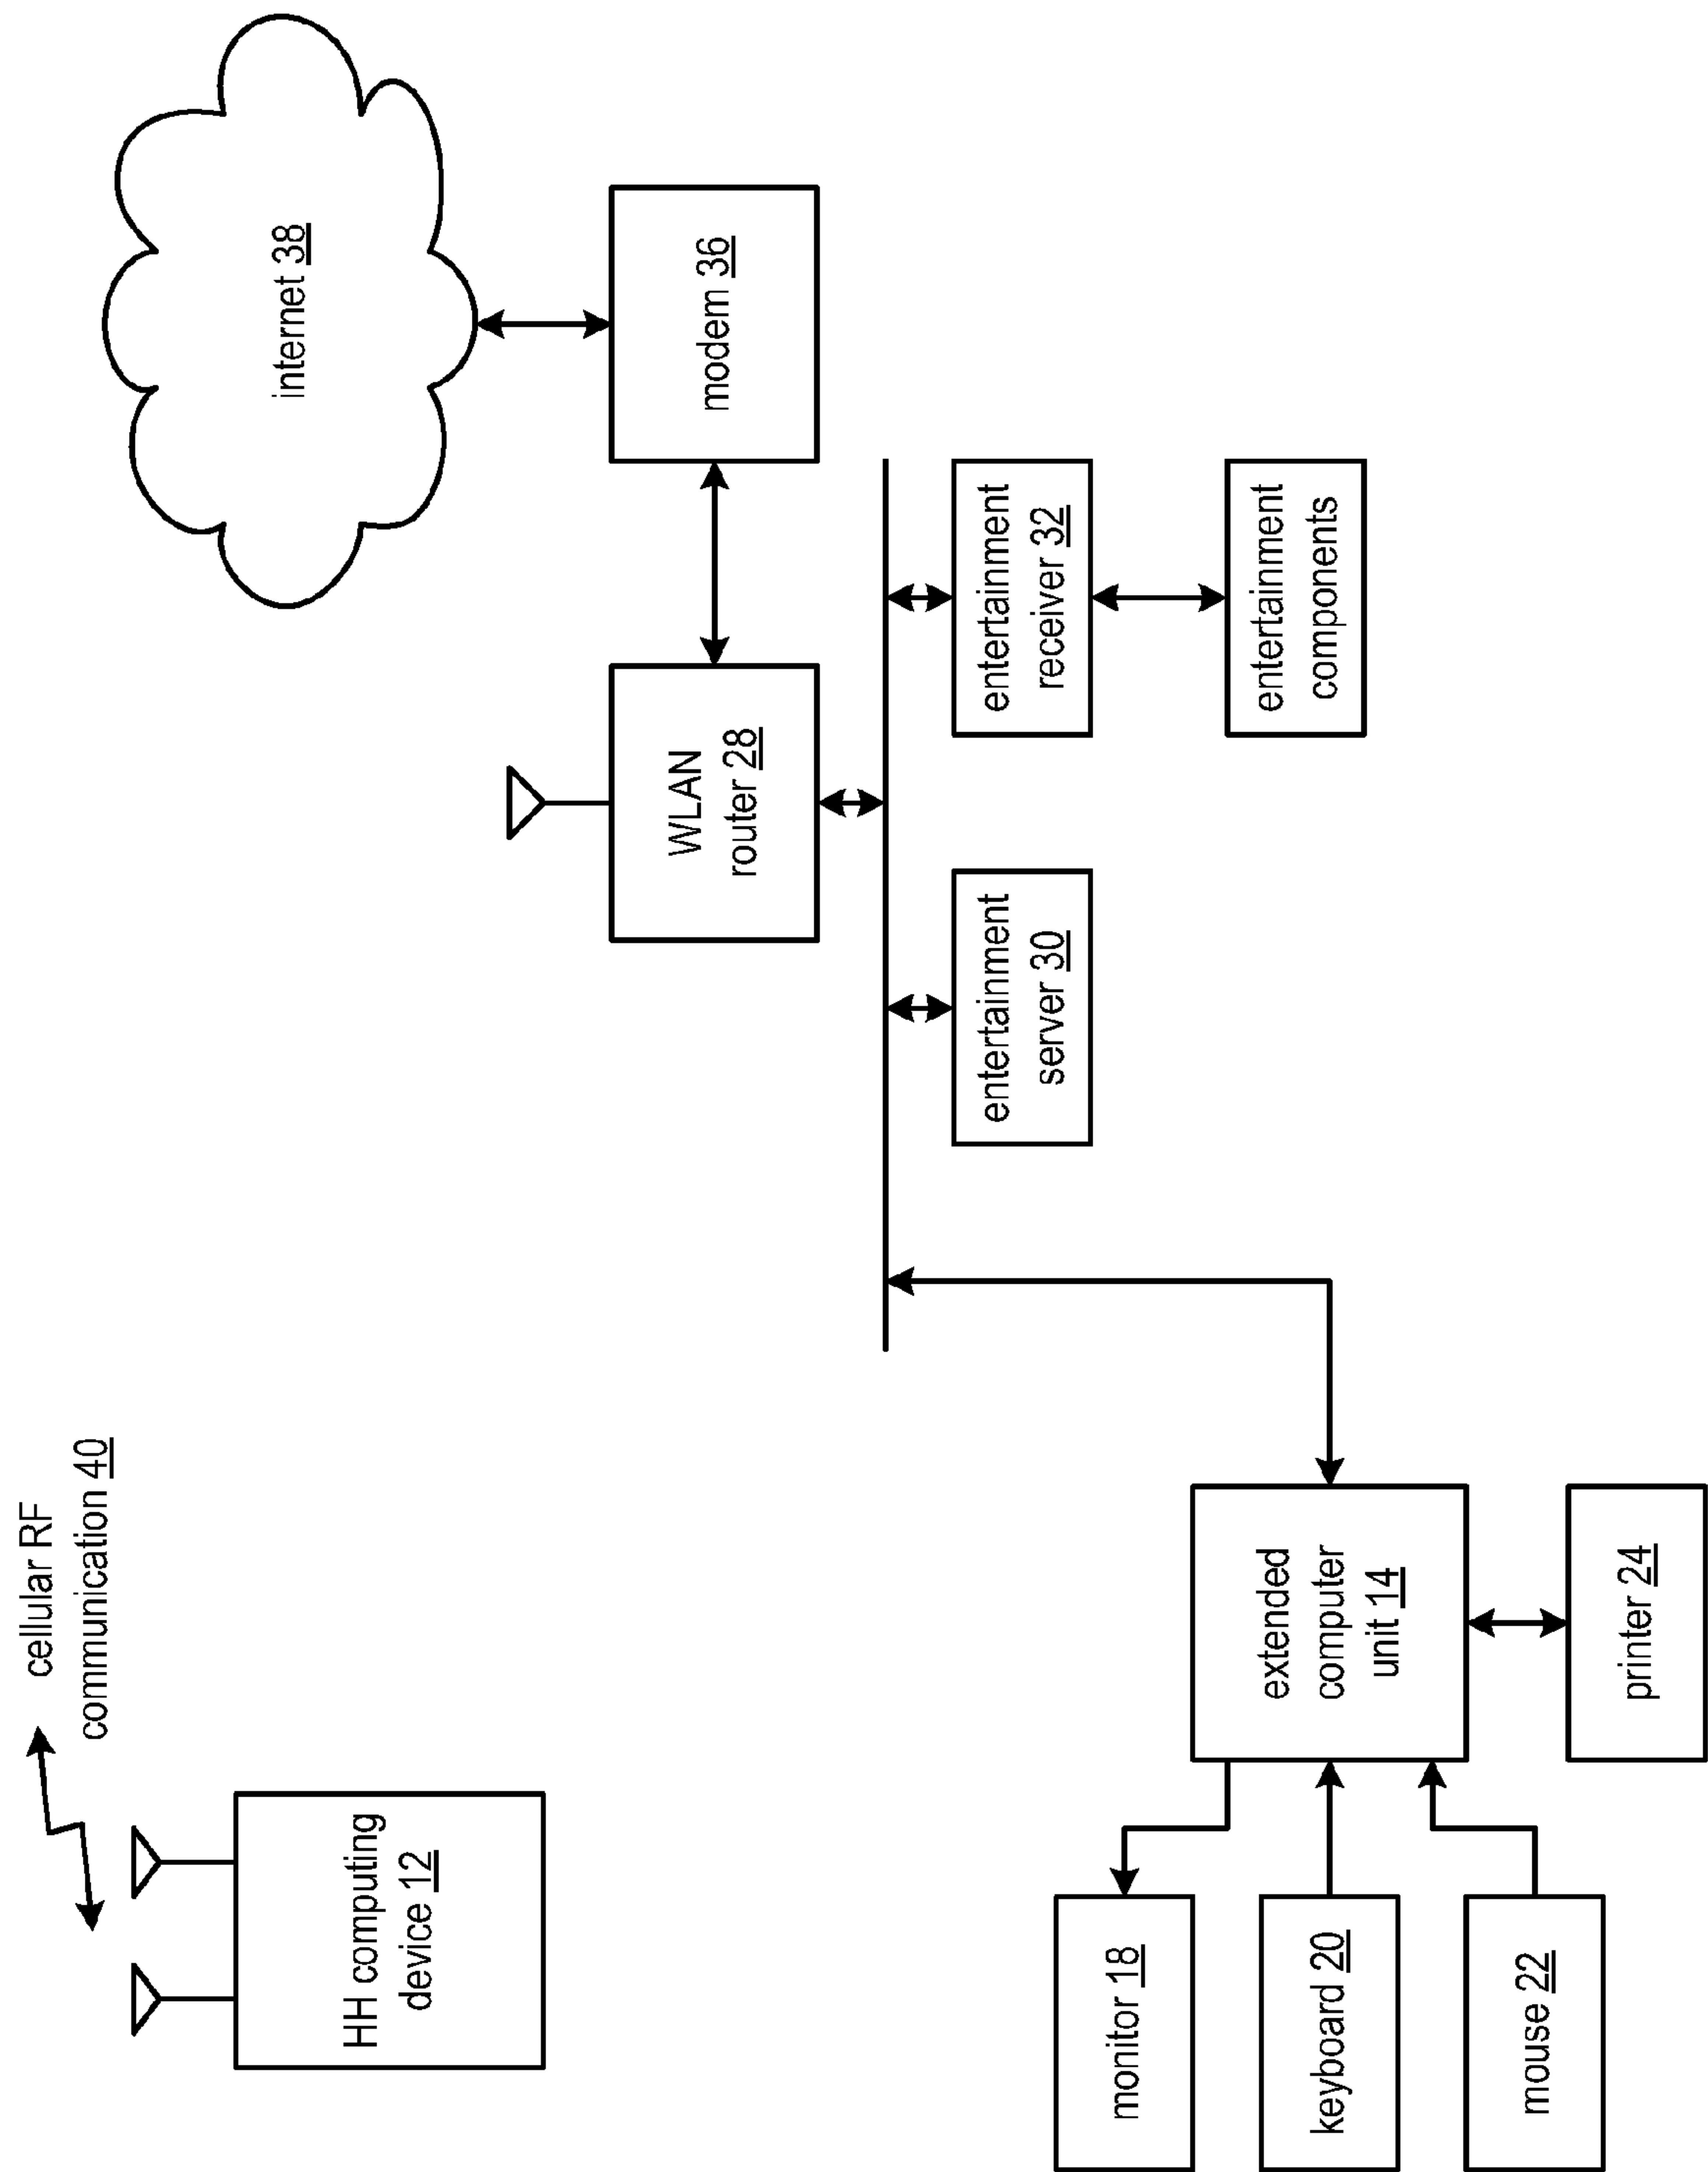 cellular RF
communication 40
HH computing
device 12
internet 38
WLAN
router 28
modem 36
entertainment
server 30
entertainment
receiver 32
entertainment
components
monitor 18
keyboard 20
mouse 22
extended
computer
unit 14
printer 24